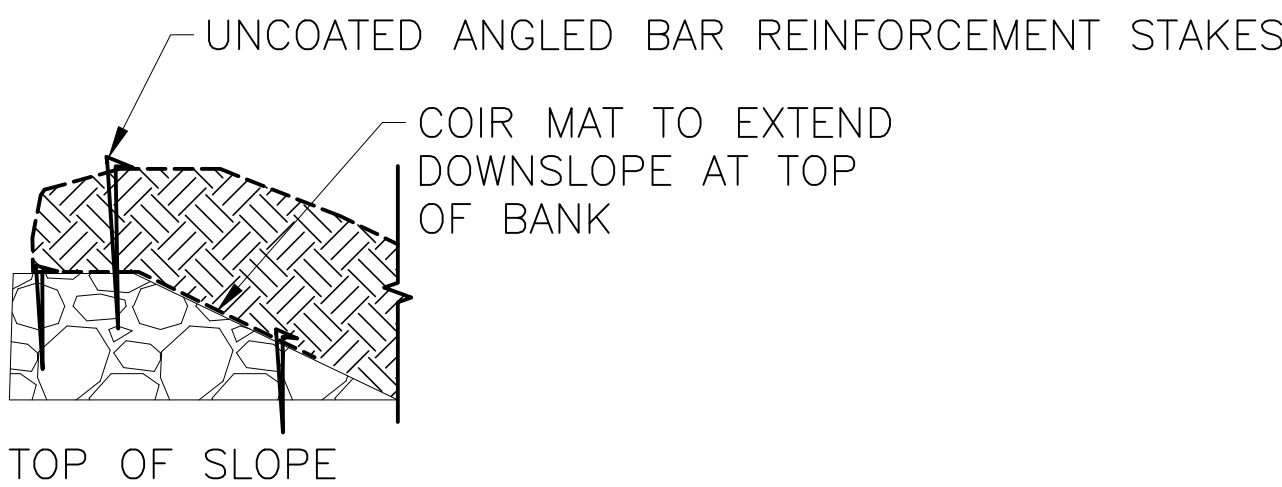 UNCOATED ANGLED BAR REINFORCEMENT STAKES
COIR MAT TO EXTEND
DOWNSLOPE AT TOP
OF BANK
TOP OF SLOPE